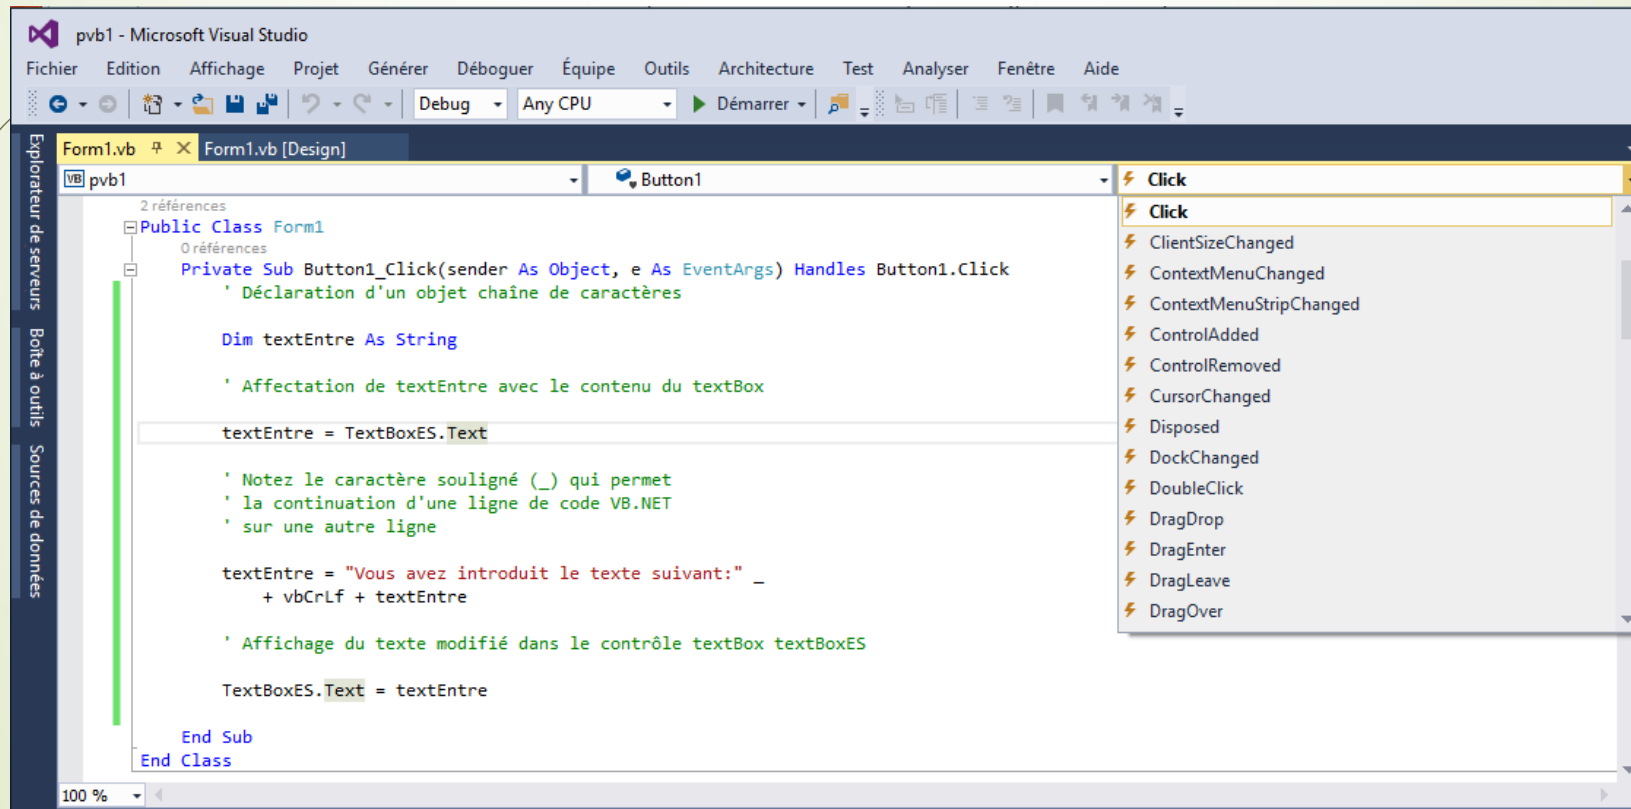 pvb1 - Microsoft Visual Studio
Fichier Edition Affichage Projet Générer Déboguer Équipe Outils Architecture Test Analyser Fenêtre Aide
Debug Any CPU Démarrer
Explorateur de serveurs
Boîte à outils
Sources de données
Form1.vb Form1.vb [Design]
VB pvb1 Button1 Click
2 références
Public Class Form1
0 références
Private Sub Button1_Click(sender As Object, e As EventArgs) Handles Button1.Click
' Déclaration d'un objet chaîne de caractères
Dim textEntre As String
' Affectation de textEntre avec le contenu du textBox
textEntre = TextBoxES.Text
' Notez le caractère souligné (_) qui permet
' la continuation d'une ligne de code VB.NET
' sur une autre ligne
textEntre = "Vous avez introduit le texte suivant:" _
+ vbCrLf + textEntre
' Affichage du texte modifié dans le contrôle textBox textBoxES
TextBoxES.Text = textEntre
End Sub
End Class
100 %
Click
ClientSizeChanged
ContextMenuChanged
ContextMenuStripChanged
ControlAdded
ControlRemoved
CursorChanged
Disposed
DockChanged
DoubleClick
DragDrop
DragEnter
DragLeave
DragOver